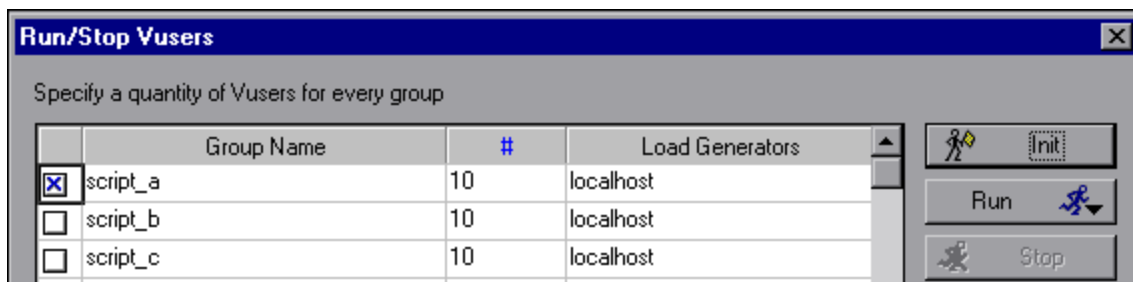 Run/Stop Vusers
Specify a quantity of Vusers for every group
Group Name # Load Generators
script_a 10 localhost
script_b 10 localhost
script_c 10 localhost
Init
Run
Stop